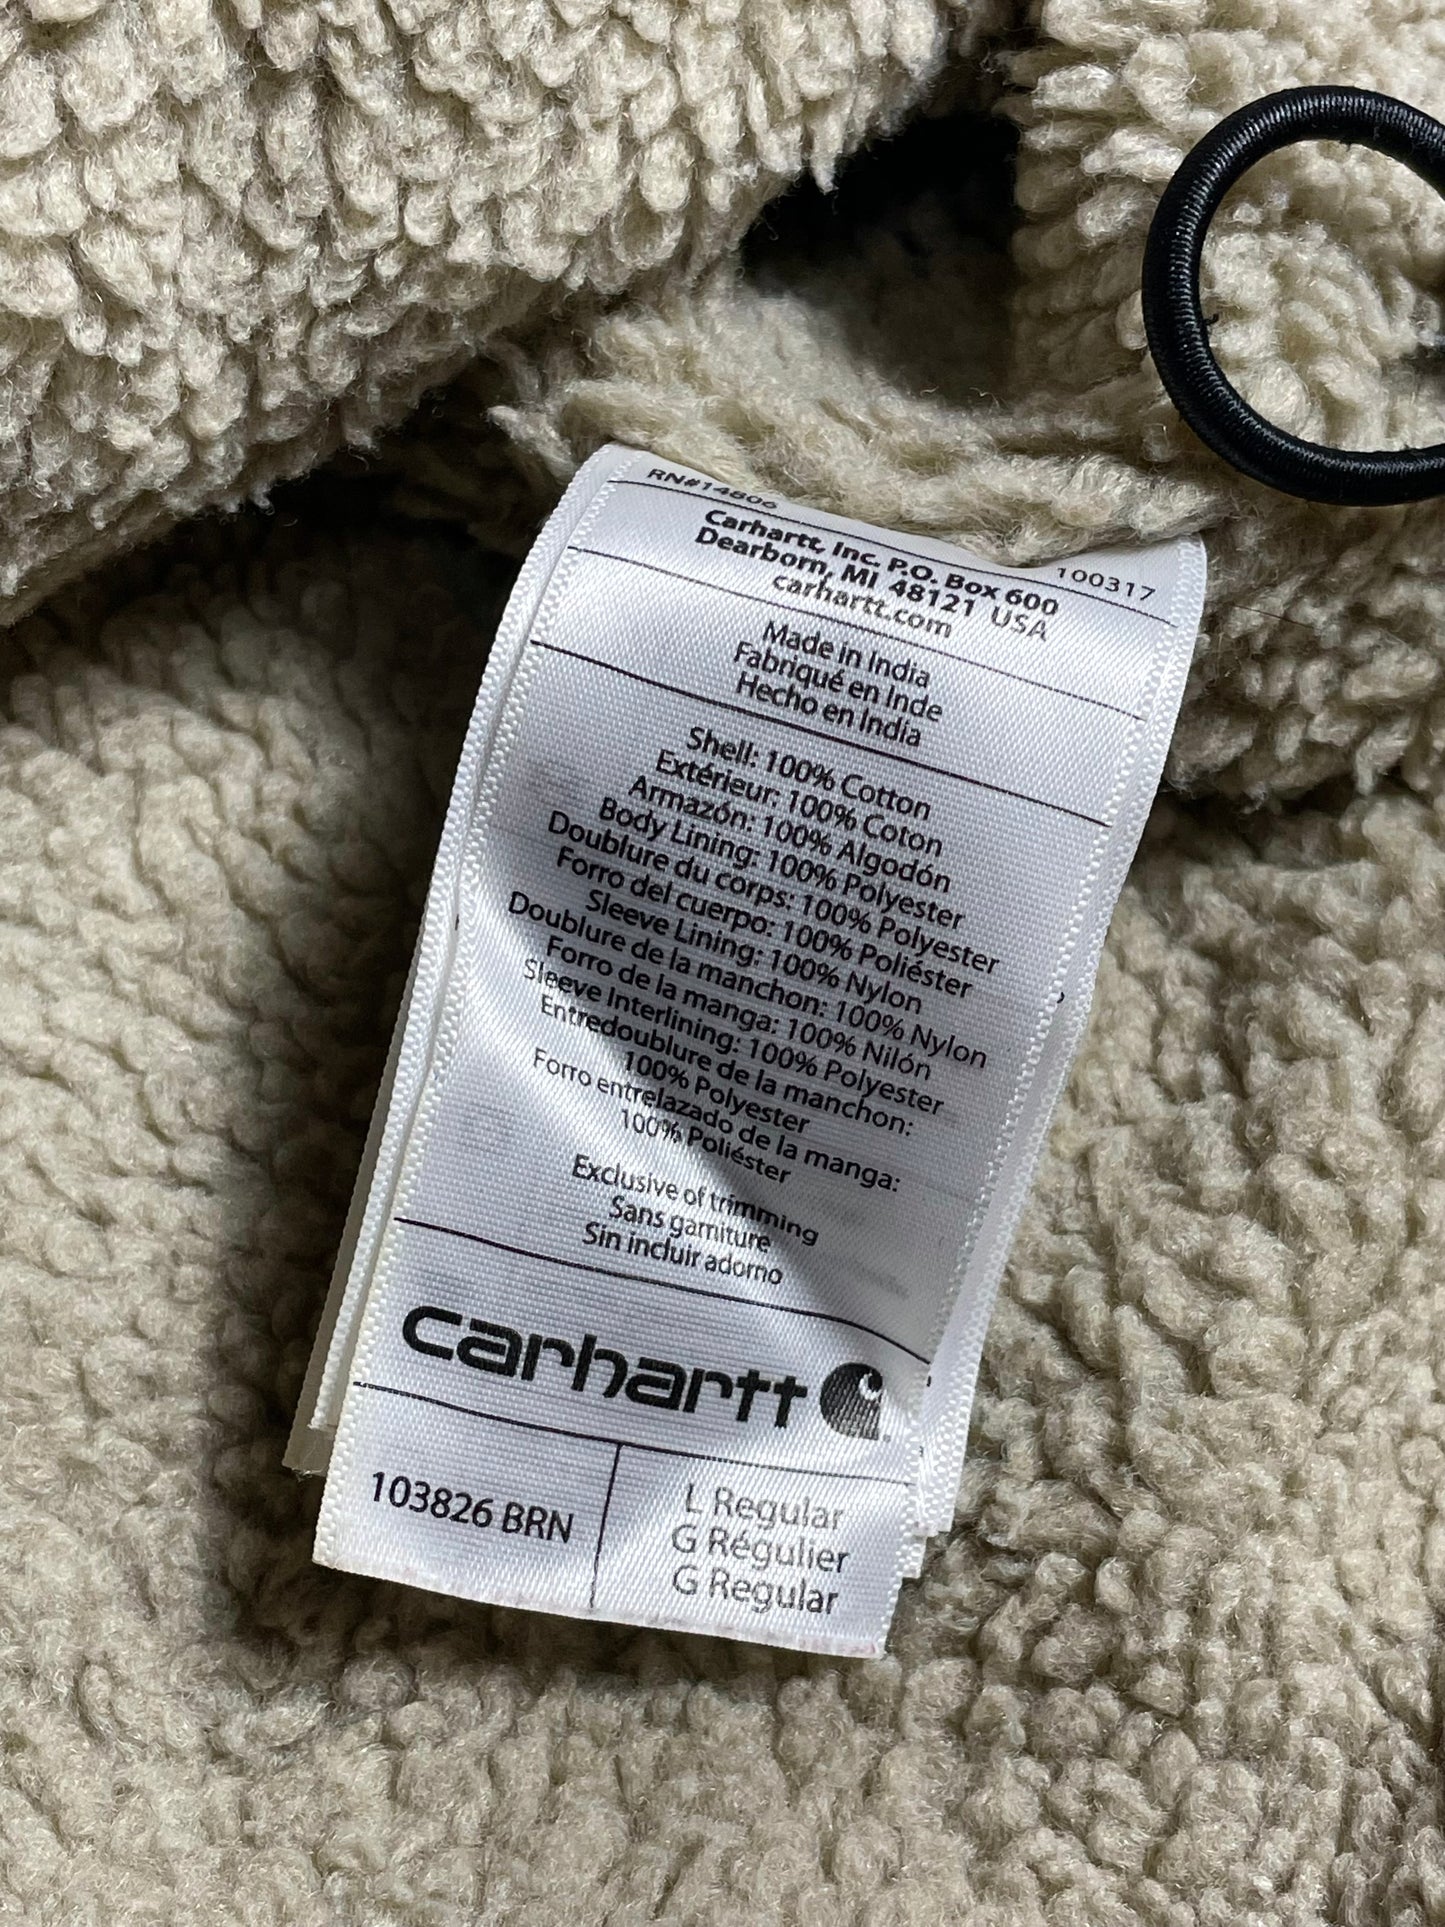 RN#14806
100317
Carhartt, Inc. P.O. Box 600
Dearborn, MI 48121 USA
carhartt.com
Made in India
Fabriqué en Inde
Hecho en India
Shell: 100% Cotton
Extérieur: 100% Coton
Armazón: 100% Algodón
Body Lining: 100% Polyester
Doublure du corps: 100% Polyester
Forro del cuerpo: 100% Poliéster
Sleeve Lining: 100% Nylon
Doublure de la manchon: 100% Nylon
Forro de la manga: 100% Nilón
Sleeve Interlining: 100% Polyester
Entredoublure de la manchon:
100% Polyester
Forro entrelazado de la manga:
100% Poliéster
Exclusive of trimming
Sans garniture
Sin incluir adorno
carhartt
103826 BRN
L Regular
G Régulier
G Regular